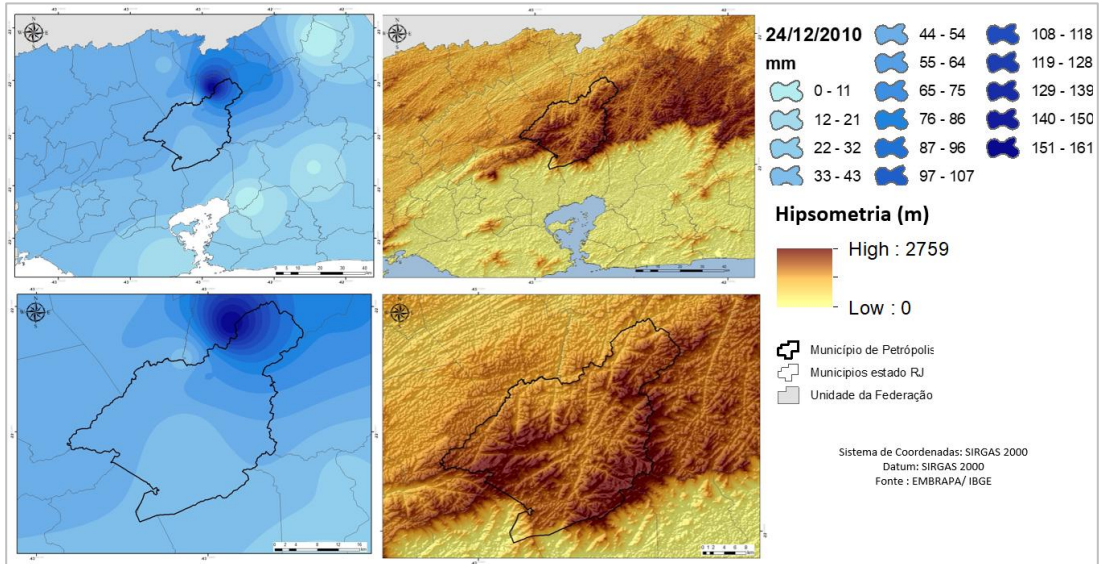 24/12/2010
mm
0 - 11
12 - 21
22 - 32
33 - 43
44 - 54
55 - 64
65 - 75
76 - 86
87 - 96
97 - 107
108 - 118
119 - 128
129 - 139
140 - 150
151 - 161
Hipsometria (m)
High : 2759
Low : 0
Município de Petrópolis
Municipios estado RJ
Unidade da Federação
Sistema de Coordenadas: SIRGAS 2000
Datum: SIRGAS 2000
Fonte : EMBRAPA/ IBGE